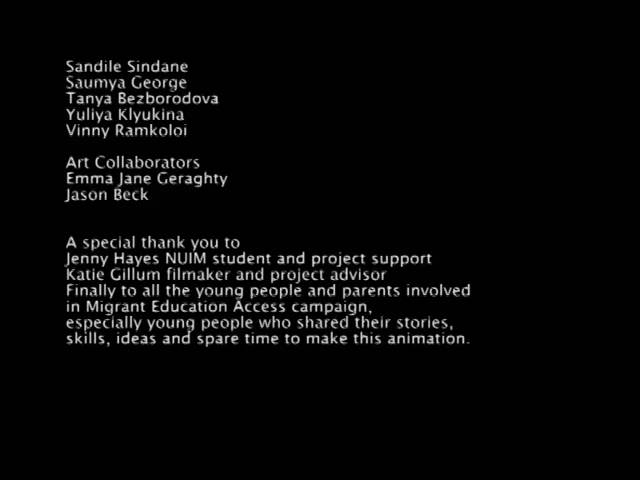 Sandile Sindane
Saumya George
Tanya Bezborodova
Yuliya Klyukina
Vinny Ramkoloi
Art Collaborators
Emma Jane Geraghty
Jason Beck
A special thank you to
Jenny Hayes NUIM student and project support
Katie Gillum filmaker and project advisor
Finally to all the young people and parents involved
in Migrant Education Access campaign,
especially young people who shared their stories,
skills, ideas and spare time to make this animation.